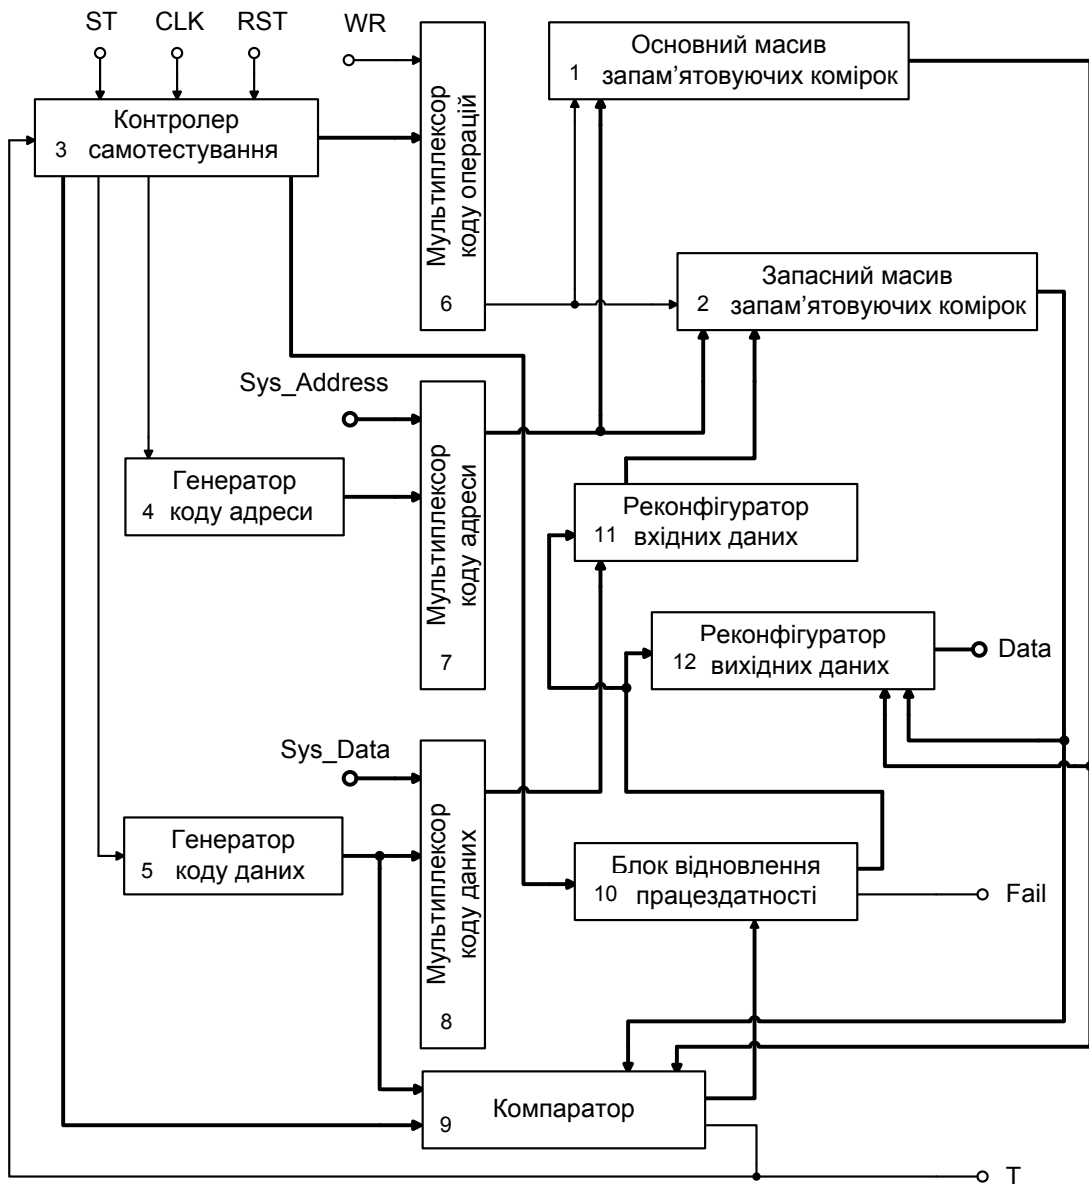 ST CLK RST WR
Основний масив
1 запам’ятовуючих комірок
Контролер
3 самотестування
Мультиплексор
коду операцій
6
Запасний масив
2 запам’ятовуючих комірок
Sys_Address
Мультиплексор
коду адреси
7
Генератор
4 коду адреси
Реконфігуратор
11 вхідних даних
Реконфігуратор
12 вихідних даних
Data
Sys_Data
Мультиплексор
коду даних
8
Генератор
5 коду даних
Блок відновлення
10 працездатності
Fail
Компаратор
9
T